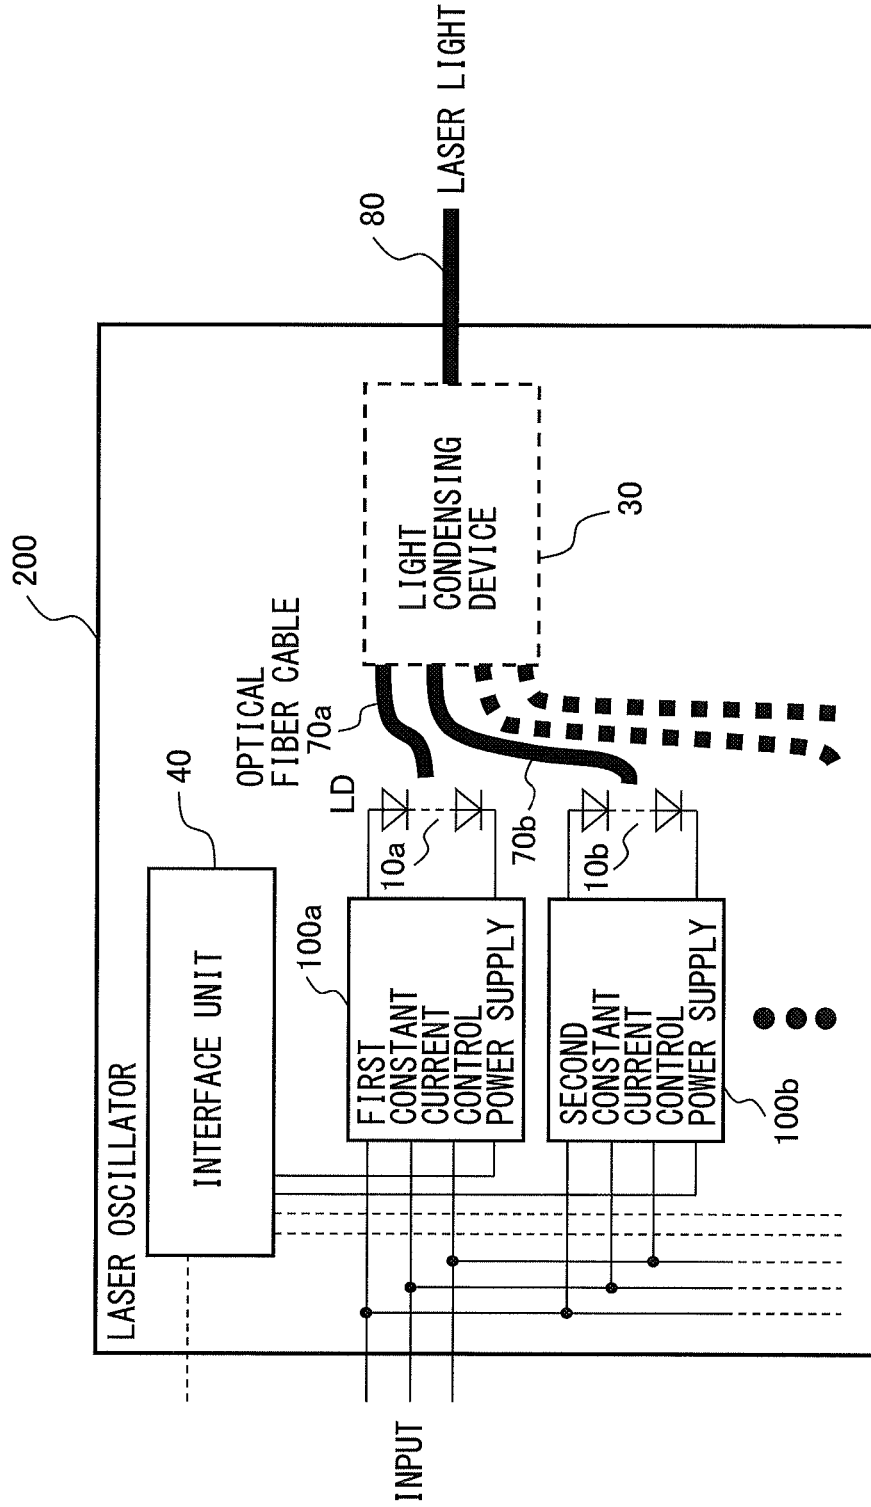 200
LASER OSCILLATOR
INTERFACE UNIT
40
OPTICAL
FIBER CABLE
70a
LD
100a
FIRST
CONSTANT
CURRENT
CONTROL
POWER SUPPLY
10a
LIGHT
CONDENSING
DEVICE
30
80
LASER LIGHT
INPUT
70b
SECOND
CONSTANT
CURRENT
CONTROL
POWER SUPPLY
10b
100b